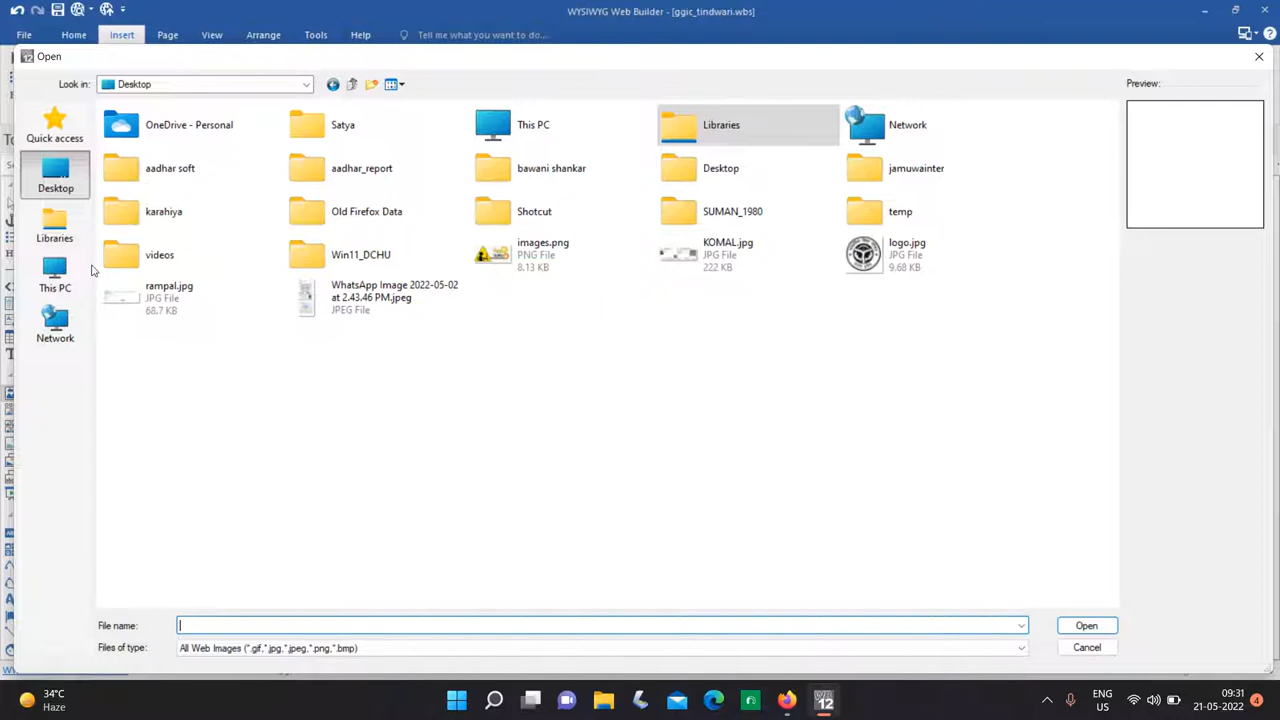 WYSIWYG Web Builder - [ggic_tindwari.wbs]
File Home Insert Page View Arrange Tools Help Tell me what you want to do...
12 Open
Look in: Desktop Preview:
Quick access
Desktop
Libraries
This PC
Network
OneDrive - Personal Satya This PC Libraries Network
aadhar soft aadhar_report bawani shankar Desktop jamuwainter
karahiya Old Firefox Data Shotcut SUMAN_1980 temp
videos Win11_DCHU
images.png
PNG File
8.13 KB
KOMAL.jpg
JPG File
222 KB
logo.jpg
JPG File
9.68 KB
rampal.jpg
JPG File
68.7 KB
WhatsApp Image 2022-05-02
at 2.43.46 PM.jpeg
JPEG File
File name: Open
Files of type: All Web Images (*.gif,*.jpg,*.jpeg,*.png,*.bmp) Cancel
34°C
Haze
12
ENG
US
09:31
21-05-2022
4